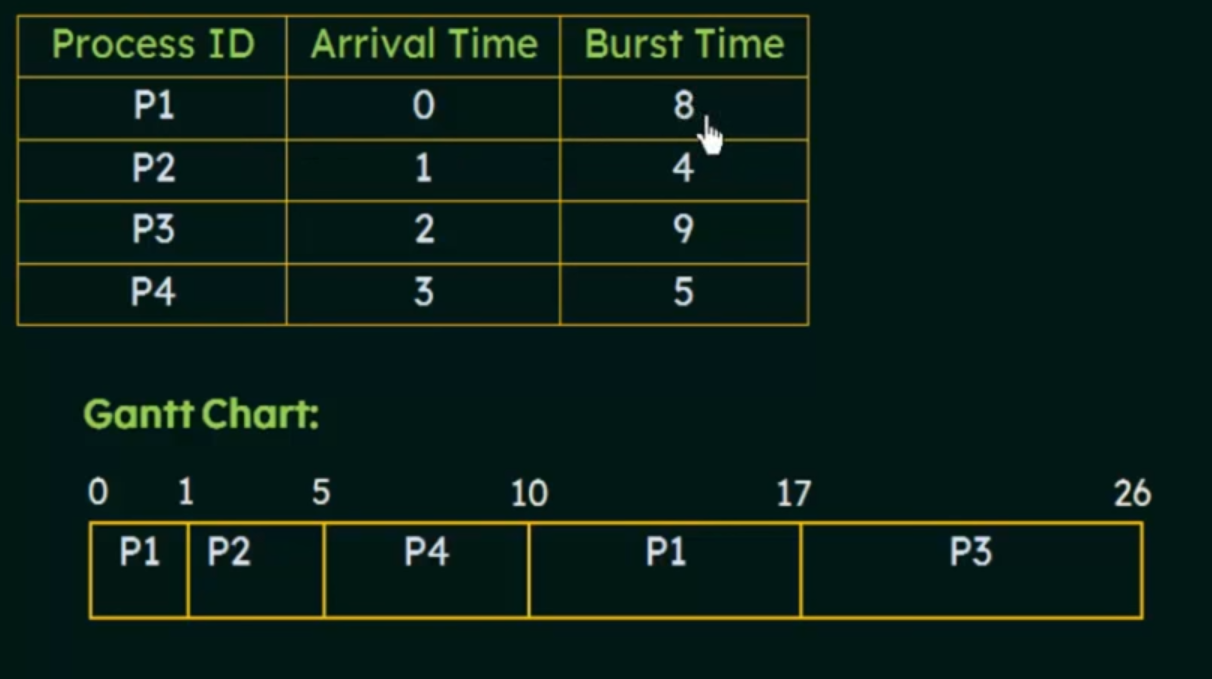 Process ID Arrival Time Burst Time
P1 0 8
P2 1 4
P3 2 9
P4 3 5
Gantt Chart:
0 1 5 10 17 26
P1 P2 P4 P1 P3